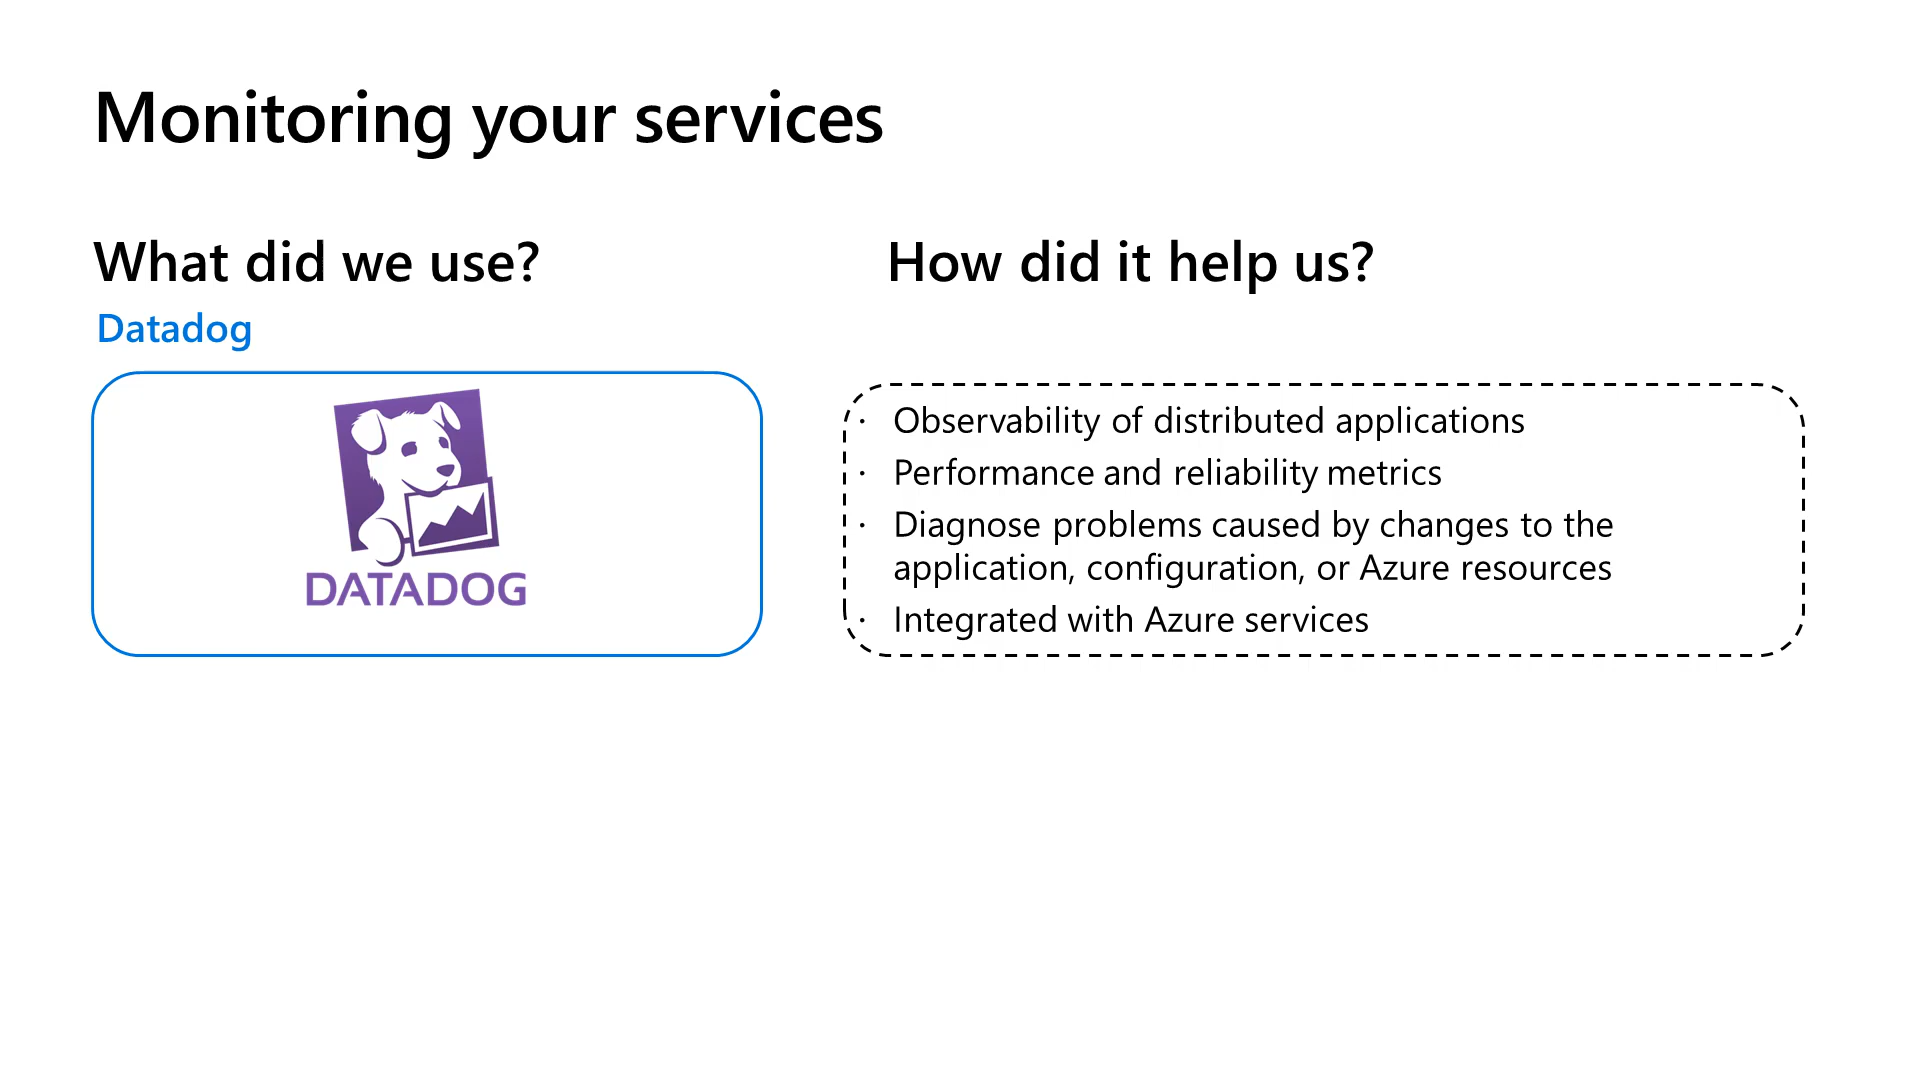 Monitoring your services
What did we use?
Datadog
DATADOG
How did it help us?
· Observability of distributed applications
· Performance and reliability metrics
· Diagnose problems caused by changes to the
application, configuration, or Azure resources
· Integrated with Azure services